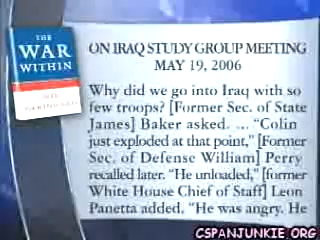 THE
WAR
WITHIN
ON IRAQ STUDY GROUP MEETING
MAY 19, 2006
Why did we go into Iraq with so
few troops? [Former Sec. of State
James] Baker asked. ... “Colin
just exploded at that point,” [Former
Sec. of Defense William] Perry
recalled later. “He unloaded,” [former
White House Chief of Staff] Leon
Panetta added. “He was angry. He
CSPANJUNKIE.ORG